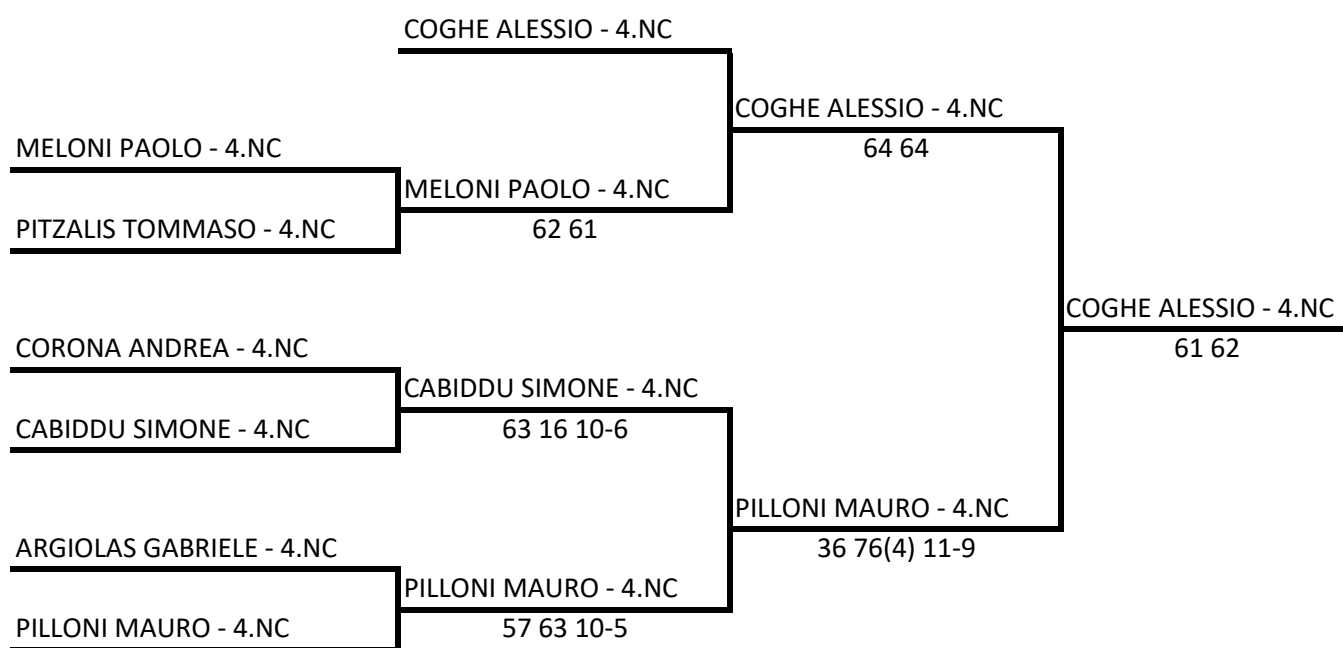 COGHE ALESSIO - 4.NC
COGHE ALESSIO - 4.NC
MELONI PAOLO - 4.NC
64 64
MELONI PAOLO - 4.NC
PITZALIS TOMMASO - 4.NC
62 61
COGHE ALESSIO - 4.NC
CORONA ANDREA - 4.NC
61 62
CABIDDU SIMONE - 4.NC
CABIDDU SIMONE - 4.NC
63 16 10-6
PILLONI MAURO - 4.NC
ARGIOLAS GABRIELE - 4.NC
36 76(4) 11-9
PILLONI MAURO - 4.NC
PILLONI MAURO - 4.NC
57 63 10-5